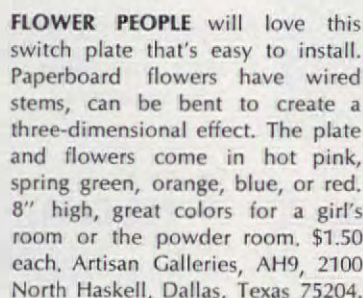 FLOWER PEOPLE will love this
switch plate that's easy to install.
Paperboard flowers have wired
stems, can be bent to create a
three-dimensional effect. The plate
and flowers come in hot pink,
spring green, orange, blue, or red.
8" high, great colors for a girl's
room or the powder room. $1.50
each. Artisan Galleries, AH9, 2100
North Haskell, Dallas, Texas 75204.